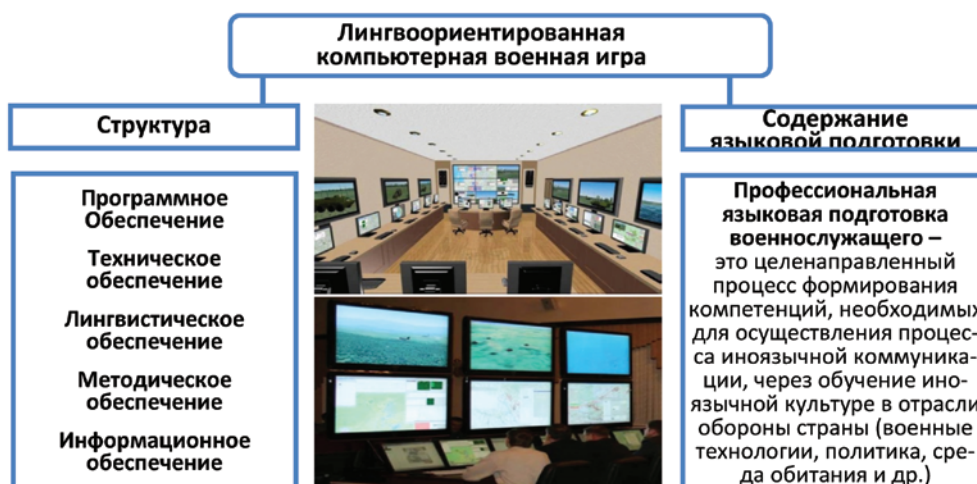 Лингвоориентированная
компьютерная военная игра
Структура
Программное
Обеспечение
Техническое
обеспечение
Лингвистическое
обеспечение
Методическое
обеспечение
Информационное
обеспечение
Содержание
языковой подготовки
Профессиональная
языковая подготовка
военнослужащего –
это целенаправленный
процесс формирования
компетенций, необходимых
для осуществления процес-
са иноязычной коммуника-
ции, через обучение ино-
язычной культуре в отрасли
обороны страны (военные
технологии, политика, сре-
да обитания и др.)